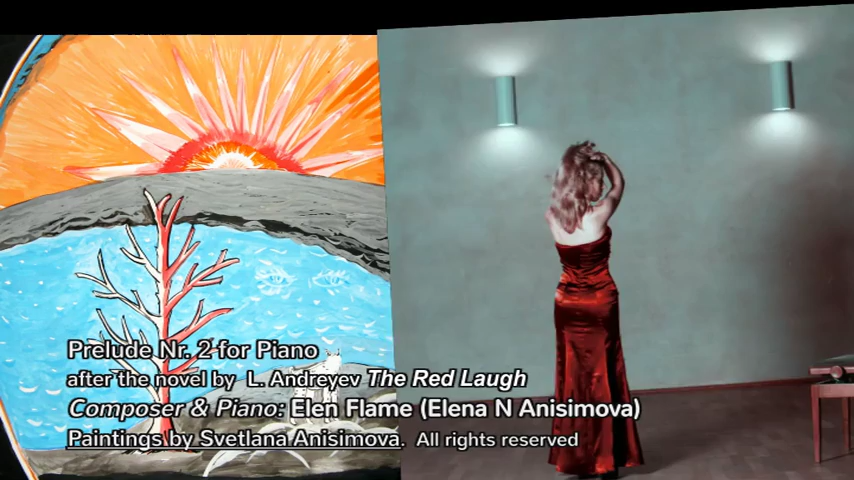 Prelude Nr. 2 for Piano
after the novel by L. Andreyev The Red Laugh
Composer & Piano: Elen Flame (Elena N Anisimova)
Paintings by Svetlana Anisimova. All rights reserved